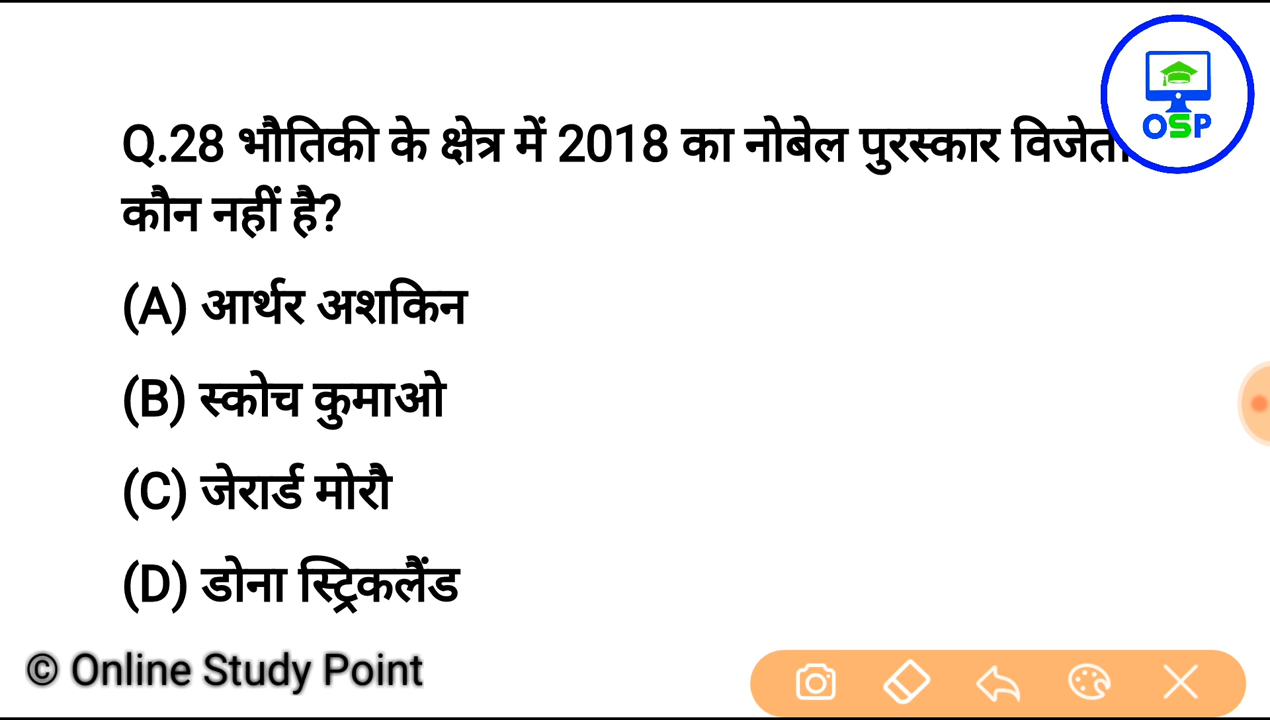 OSP
Q.28 भौतिकी के क्षेत्र में 2018 का नोबेल पुरस्कार विजेता
कौन नहीं है?
(A) आर्थर अशकिन
(B) स्कोच कुमाओ
(C) जेरार्ड मोरौ
(D) डोना स्ट्रिकलैंड
© Online Study Point